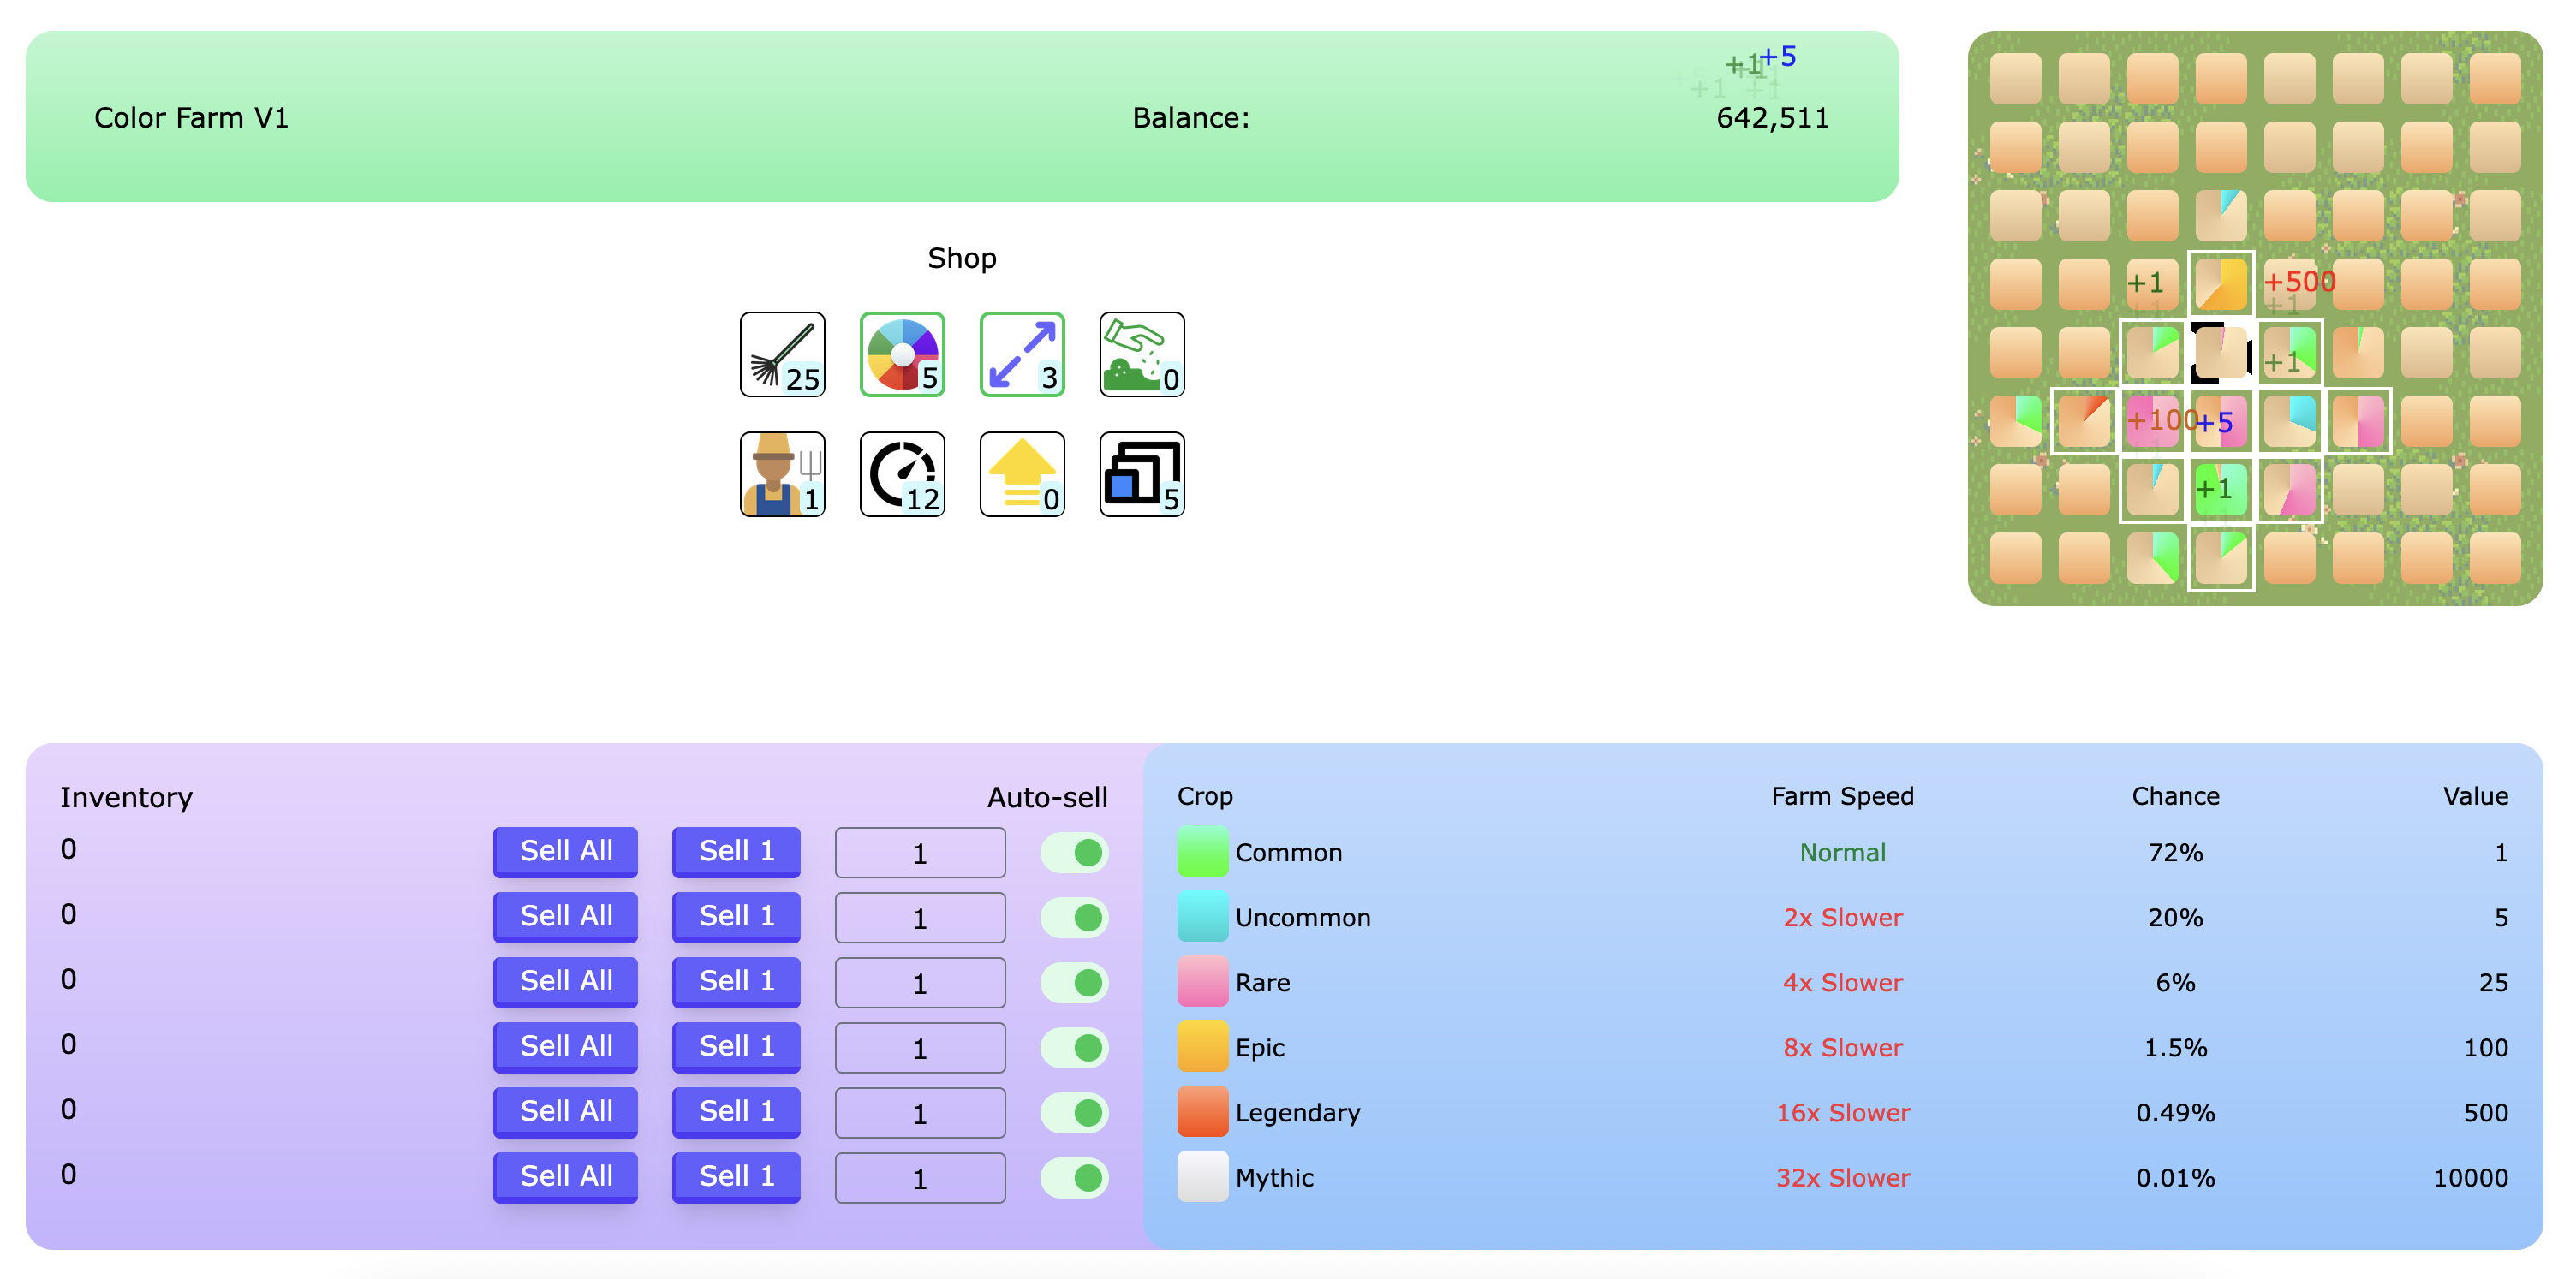 +1 +5
+1 +1
Color Farm V1 Balance: 642,511
Shop
25 5 3 0
1 12 0 5
+1 +500
+1
+1
+100 +5
+1
Inventory Auto-sell
0 Sell All Sell 1 1
0 Sell All Sell 1 1
0 Sell All Sell 1 1
0 Sell All Sell 1 1
0 Sell All Sell 1 1
0 Sell All Sell 1 1
Crop Farm Speed Chance Value
Common Normal 72% 1
Uncommon 2x Slower 20% 5
Rare 4x Slower 6% 25
Epic 8x Slower 1.5% 100
Legendary 16x Slower 0.49% 500
Mythic 32x Slower 0.01% 10000